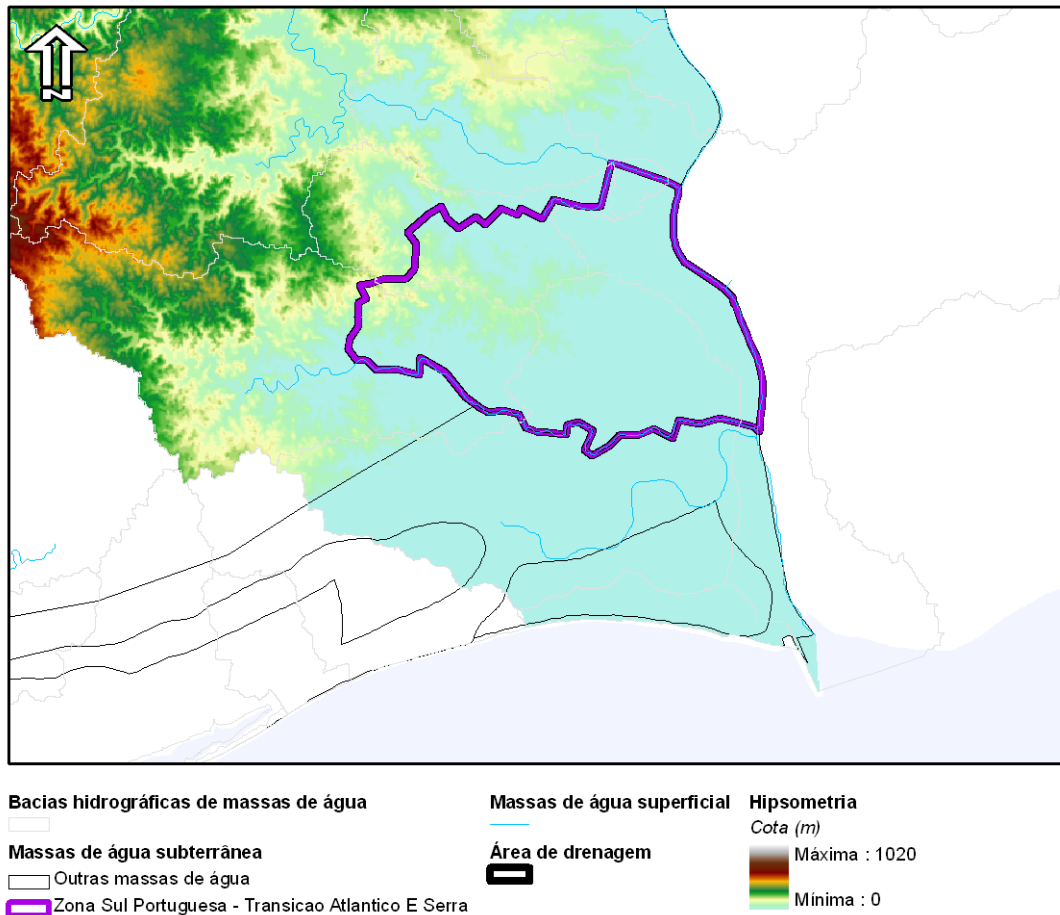 N
Bacias hidrográficas de massas de água
Massas de água subterrânea
Outras massas de água
Zona Sul Portuguesa - Transicao Atlantico E Serra
Massas de água superficial
Área de drenagem
Hipsometria
Cota (m)
Máxima : 1020
Mínima : 0